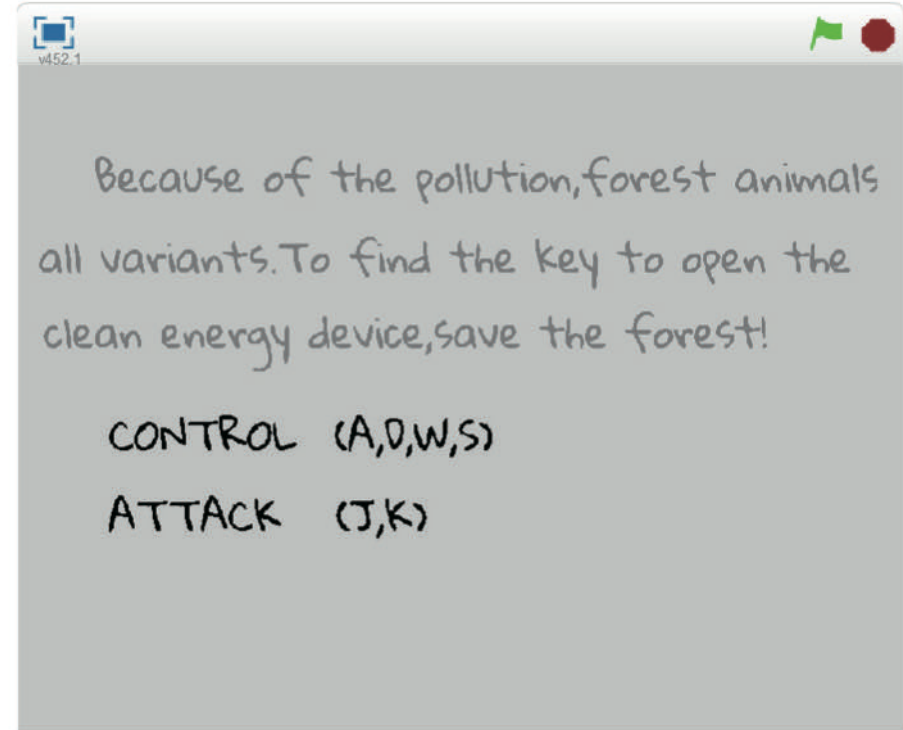 v452.1
Because of the pollution,forest animals
all variants.To find the key to open the
clean energy device,save the forest!
CONTROL (A,D,W,S)
ATTACK (J,K)